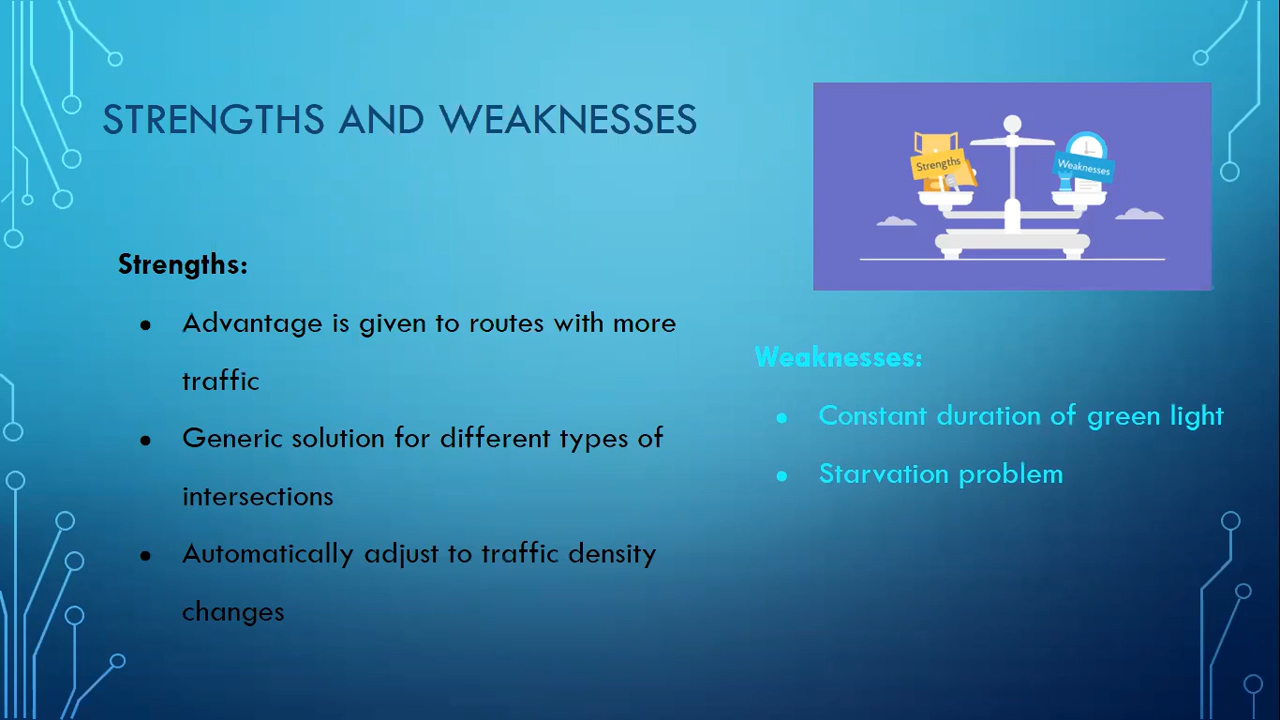 STRENGTHS AND WEAKNESSES
Strengths
Weaknesses
Strengths:
● Advantage is given to routes with more
traffic
● Generic solution for different types of
intersections
● Automatically adjust to traffic density
changes
Weaknesses:
● Constant duration of green light
● Starvation problem